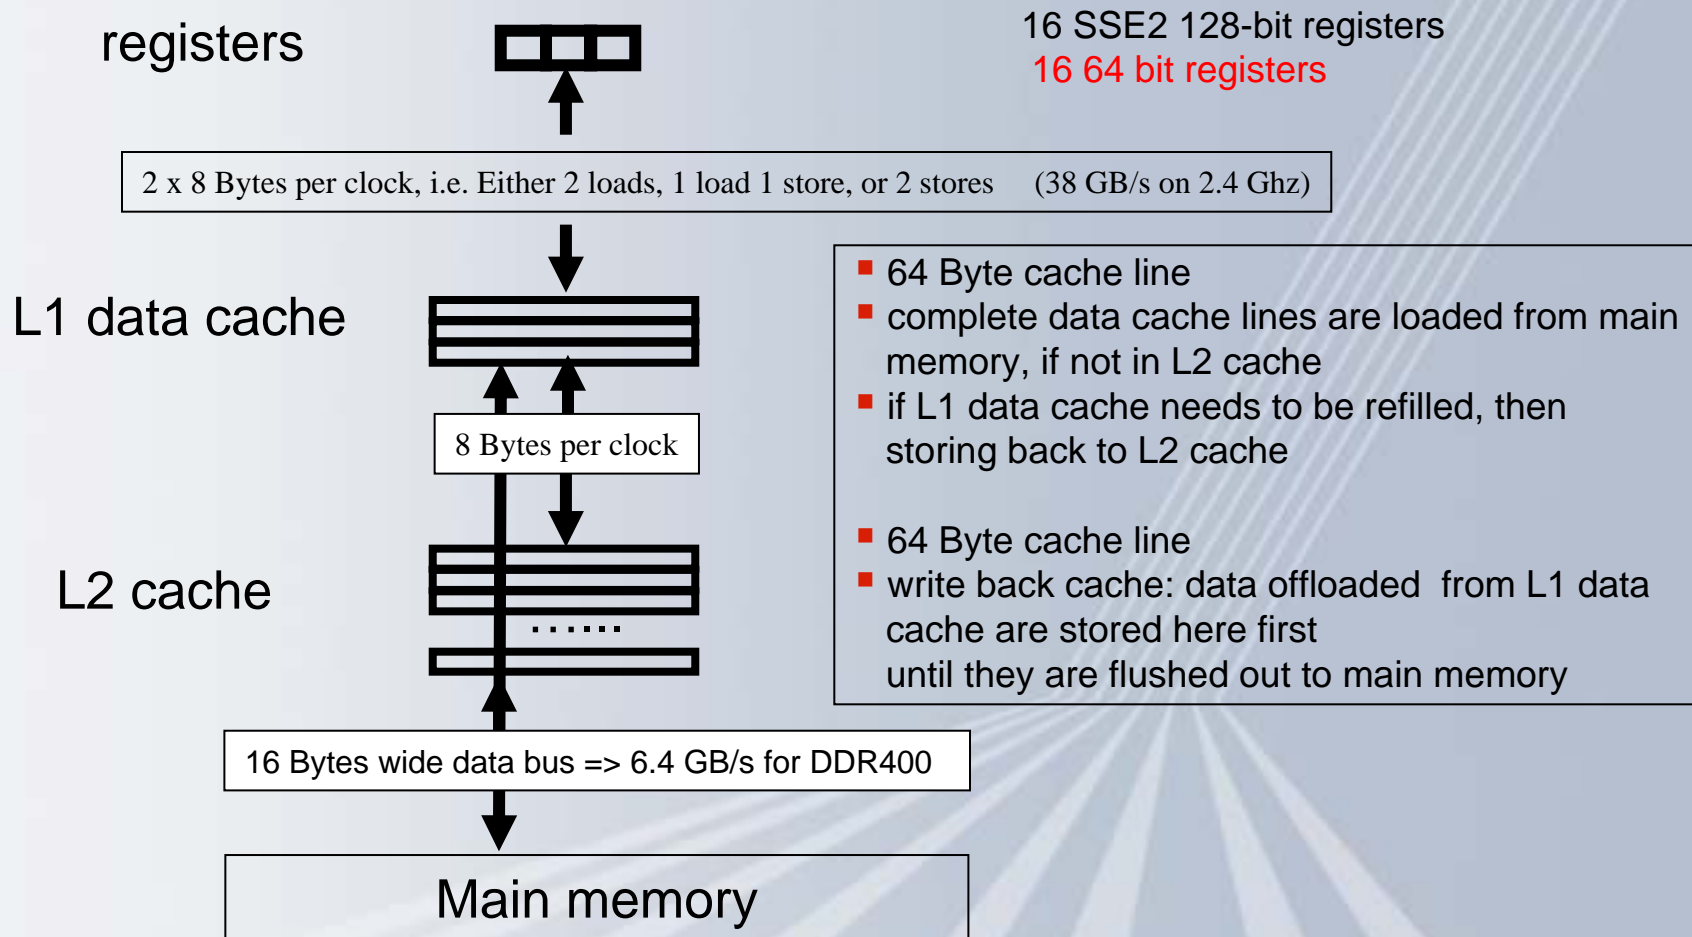 registers
16 SSE2 128-bit registers
16 64 bit registers
2 x 8 Bytes per clock, i.e. Either 2 loads, 1 load 1 store, or 2 stores (38 GB/s on 2.4 Ghz)
L1 data cache
8 Bytes per clock
L2 cache
▪ 64 Byte cache line
▪ complete data cache lines are loaded from main
memory, if not in L2 cache
▪ if L1 data cache needs to be refilled, then
storing back to L2 cache
▪ 64 Byte cache line
▪ write back cache: data offloaded from L1 data
cache are stored here first
until they are flushed out to main memory
16 Bytes wide data bus => 6.4 GB/s for DDR400
Main memory